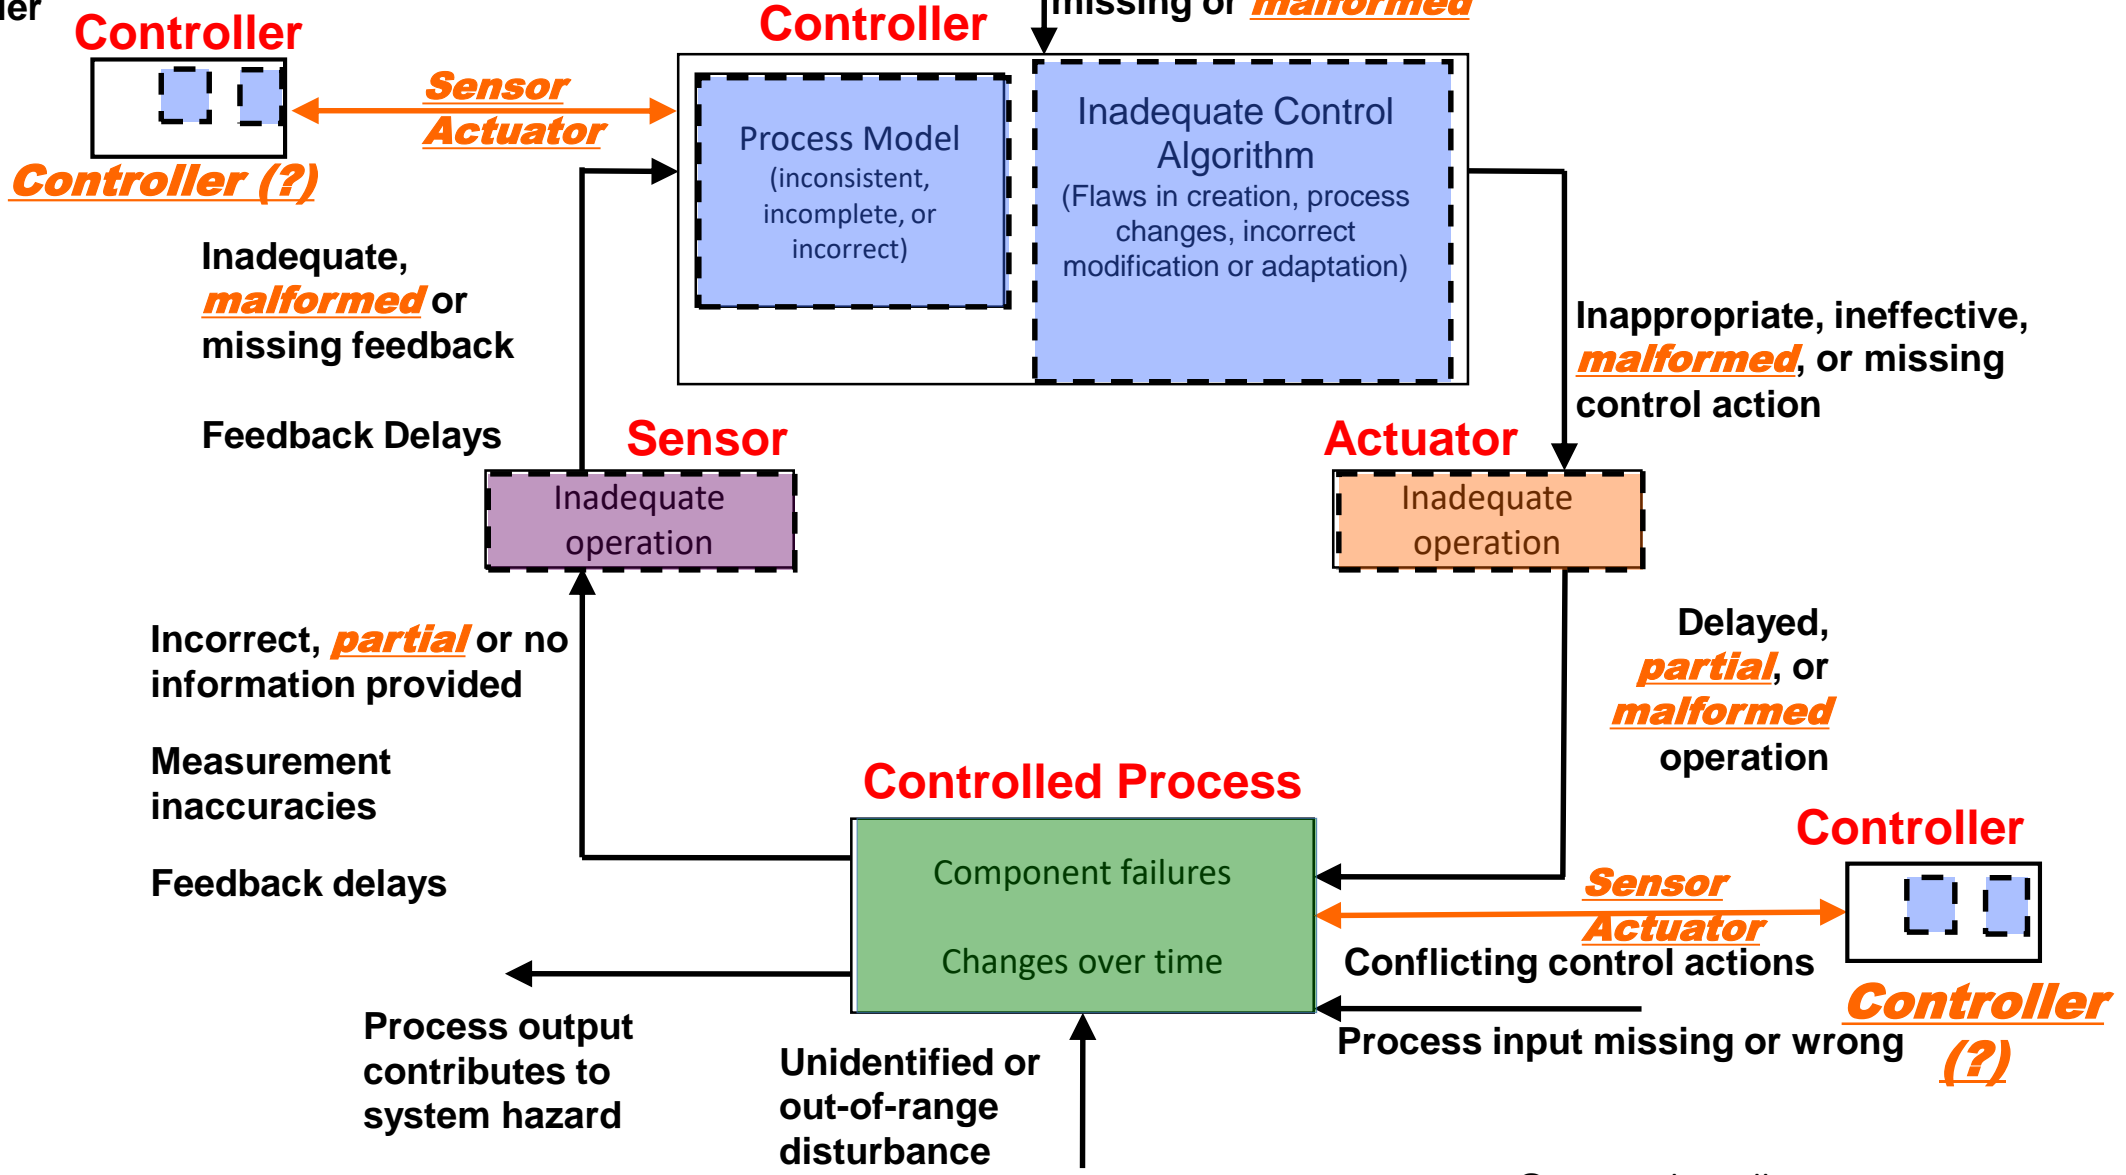 Controller
missing or malformed
Controller
Sensor
Actuator
Controller (?)
Process Model
(inconsistent,
incomplete, or
incorrect)
Inadequate Control
Algorithm
(Flaws in creation, process
changes, incorrect
modification or adaptation)
Inadequate,
malformed or
missing feedback
Feedback Delays
Inappropriate, ineffective,
malformed, or missing
control action
Sensor
Inadequate
operation
Actuator
Inadequate
operation
Incorrect, partial or no
information provided
Measurement
inaccuracies
Feedback delays
Delayed,
partial, or
malformed
operation
Controlled Process
Component failures
Changes over time
Controller
Sensor
Actuator
Conflicting control actions
Controller
(?)
Process input missing or wrong
Process output
contributes to
system hazard
Unidentified or
out-of-range
disturbance